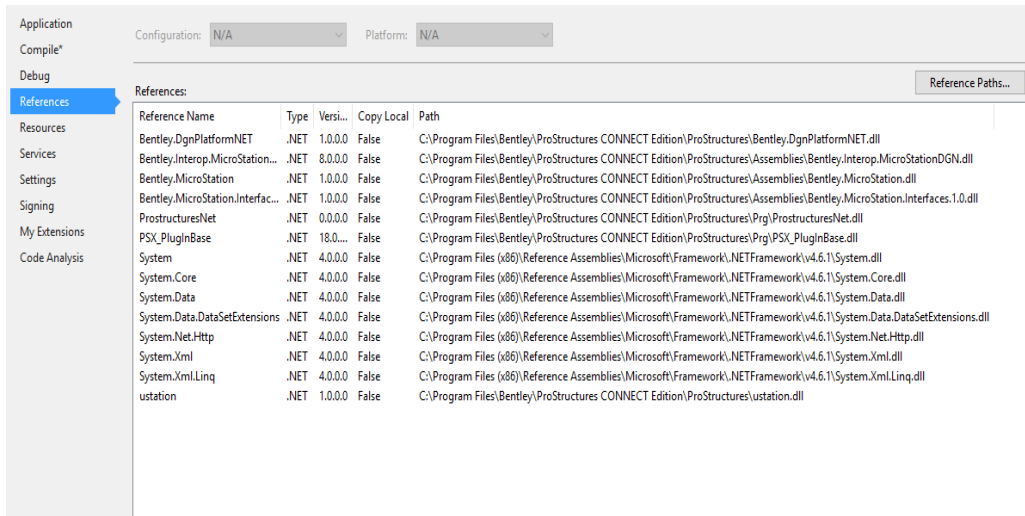 Application
Compile*
Debug
References
Resources
Services
Settings
Signing
My Extensions
Code Analysis
Configuration: N/A Platform: N/A
Reference Paths...
References:
Reference Name Type Versi... Copy Local Path
Bentley.DgnPlatformNET .NET 1.0.0.0 False C:\Program Files\Bentley\ProStructures CONNECT Edition\ProStructures\Bentley.DgnPlatformNET.dll
Bentley.Interop.MicroStation... .NET 8.0.0.0 False C:\Program Files\Bentley\ProStructures CONNECT Edition\ProStructures\Assemblies\Bentley.Interop.MicroStationDGN.dll
Bentley.MicroStation .NET 1.0.0.0 False C:\Program Files\Bentley\ProStructures CONNECT Edition\ProStructures\Assemblies\Bentley.MicroStation.dll
Bentley.MicroStation.Interfac... .NET 1.0.0.0 False C:\Program Files\Bentley\ProStructures CONNECT Edition\ProStructures\Assemblies\Bentley.MicroStation.Interfaces.1.0.dll
ProstructuresNet .NET 0.0.0.0 False C:\Program Files\Bentley\ProStructures CONNECT Edition\ProStructures\Prg\ProstructuresNet.dll
PSX_PlugInBase .NET 18.0.... False C:\Program Files\Bentley\ProStructures CONNECT Edition\ProStructures\Prg\PSX_PlugInBase.dll
System .NET 4.0.0.0 False C:\Program Files (x86)\Reference Assemblies\Microsoft\Framework\.NETFramework\v4.6.1\System.dll
System.Core .NET 4.0.0.0 False C:\Program Files (x86)\Reference Assemblies\Microsoft\Framework\.NETFramework\v4.6.1\System.Core.dll
System.Data .NET 4.0.0.0 False C:\Program Files (x86)\Reference Assemblies\Microsoft\Framework\.NETFramework\v4.6.1\System.Data.dll
System.Data.DataSetExtensions .NET 4.0.0.0 False C:\Program Files (x86)\Reference Assemblies\Microsoft\Framework\.NETFramework\v4.6.1\System.Data.DataSetExtensions.dll
System.Net.Http .NET 4.0.0.0 False C:\Program Files (x86)\Reference Assemblies\Microsoft\Framework\.NETFramework\v4.6.1\System.Net.Http.dll
System.Xml .NET 4.0.0.0 False C:\Program Files (x86)\Reference Assemblies\Microsoft\Framework\.NETFramework\v4.6.1\System.Xml.dll
System.Xml.Linq .NET 4.0.0.0 False C:\Program Files (x86)\Reference Assemblies\Microsoft\Framework\.NETFramework\v4.6.1\System.Xml.Linq.dll
ustation .NET 1.0.0.0 False C:\Program Files\Bentley\ProStructures CONNECT Edition\ProStructures\ustation.dll